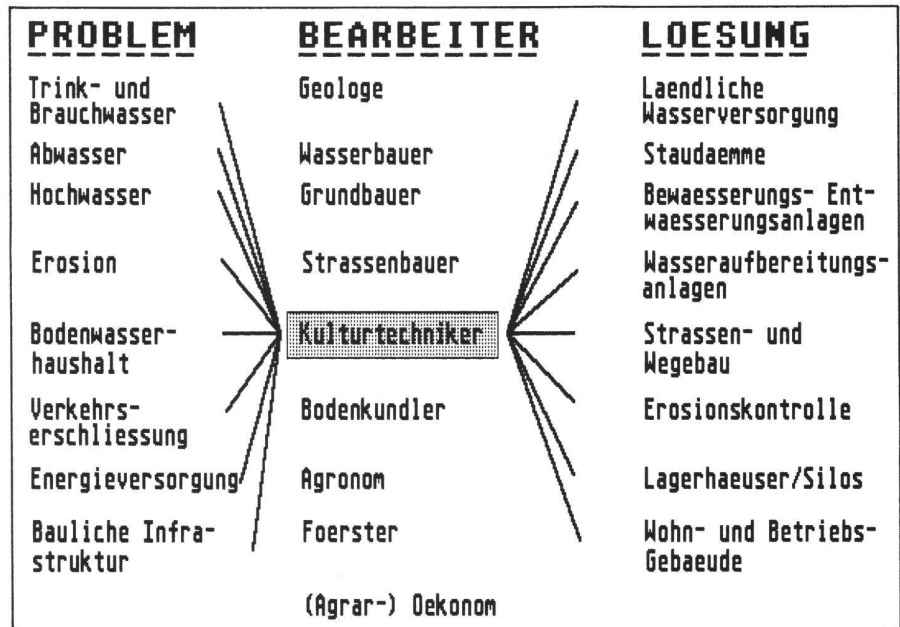 PROBLEM
Trink- und
Brauchwasser
Abwasser
Hochwasser
Erosion
Bodenwasser-
haushalt
Verkehrs-
erschliessung
Energieversorgung
Bauliche Infra-
struktur
BEARBEITER
Geologe
Wasserbauer
Grundbauer
Strassenbauer
Kulturtechniker
Bodenkundler
Agronom
Foerster
(Agrar-) Oekonom
LOESUNG
Laendliche
Wasserversorgung
Staudaemme
Bewaesserungs- Ent-
waesserungsanlagen
Wasseraufbereitungs-
anlagen
Strassen- und
Wegebau
Erosionskontrolle
Lagerhaeuser/Silos
Wohn- und Betriebs-
Gebaeude